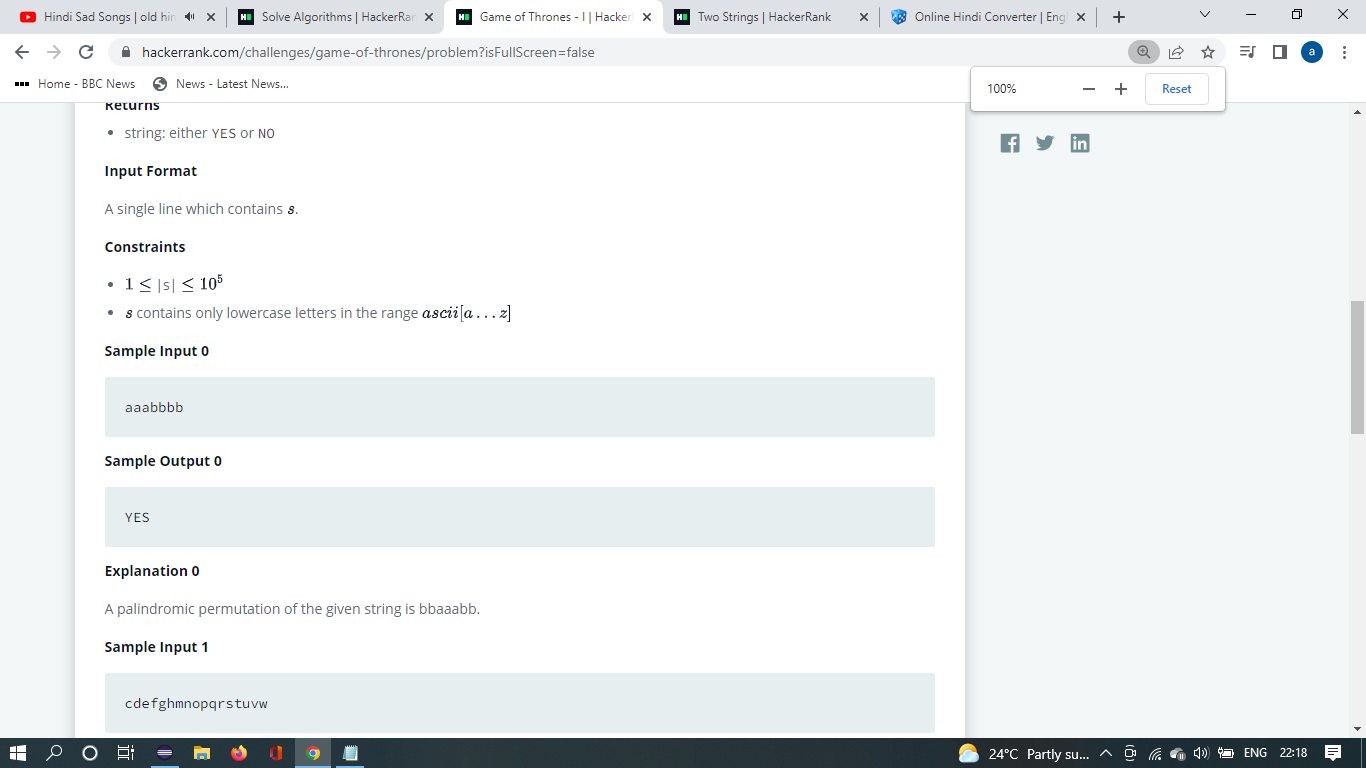 Hindi Sad Songs | old hin
Solve Algorithms | HackerRan
Game of Thrones - I | Hacker
Two Strings | HackerRank
Online Hindi Converter | Eng
hackerrank.com/challenges/game-of-thrones/problem?isFullScreen=false
a
Home - BBC News
News - Latest News...
100%
Reset
Returns
• string: either YES or NO
Input Format
A single line which contains s.
Constraints
• 1 ≤ |s| ≤ 10⁵
• s contains only lowercase letters in the range ascii[a . . . z]
Sample Input 0
aaabbbb
Sample Output 0
YES
Explanation 0
A palindromic permutation of the given string is bbaaabb.
Sample Input 1
cdefghmnopqrstuvw
24°C Partly su...
ENG
22:18